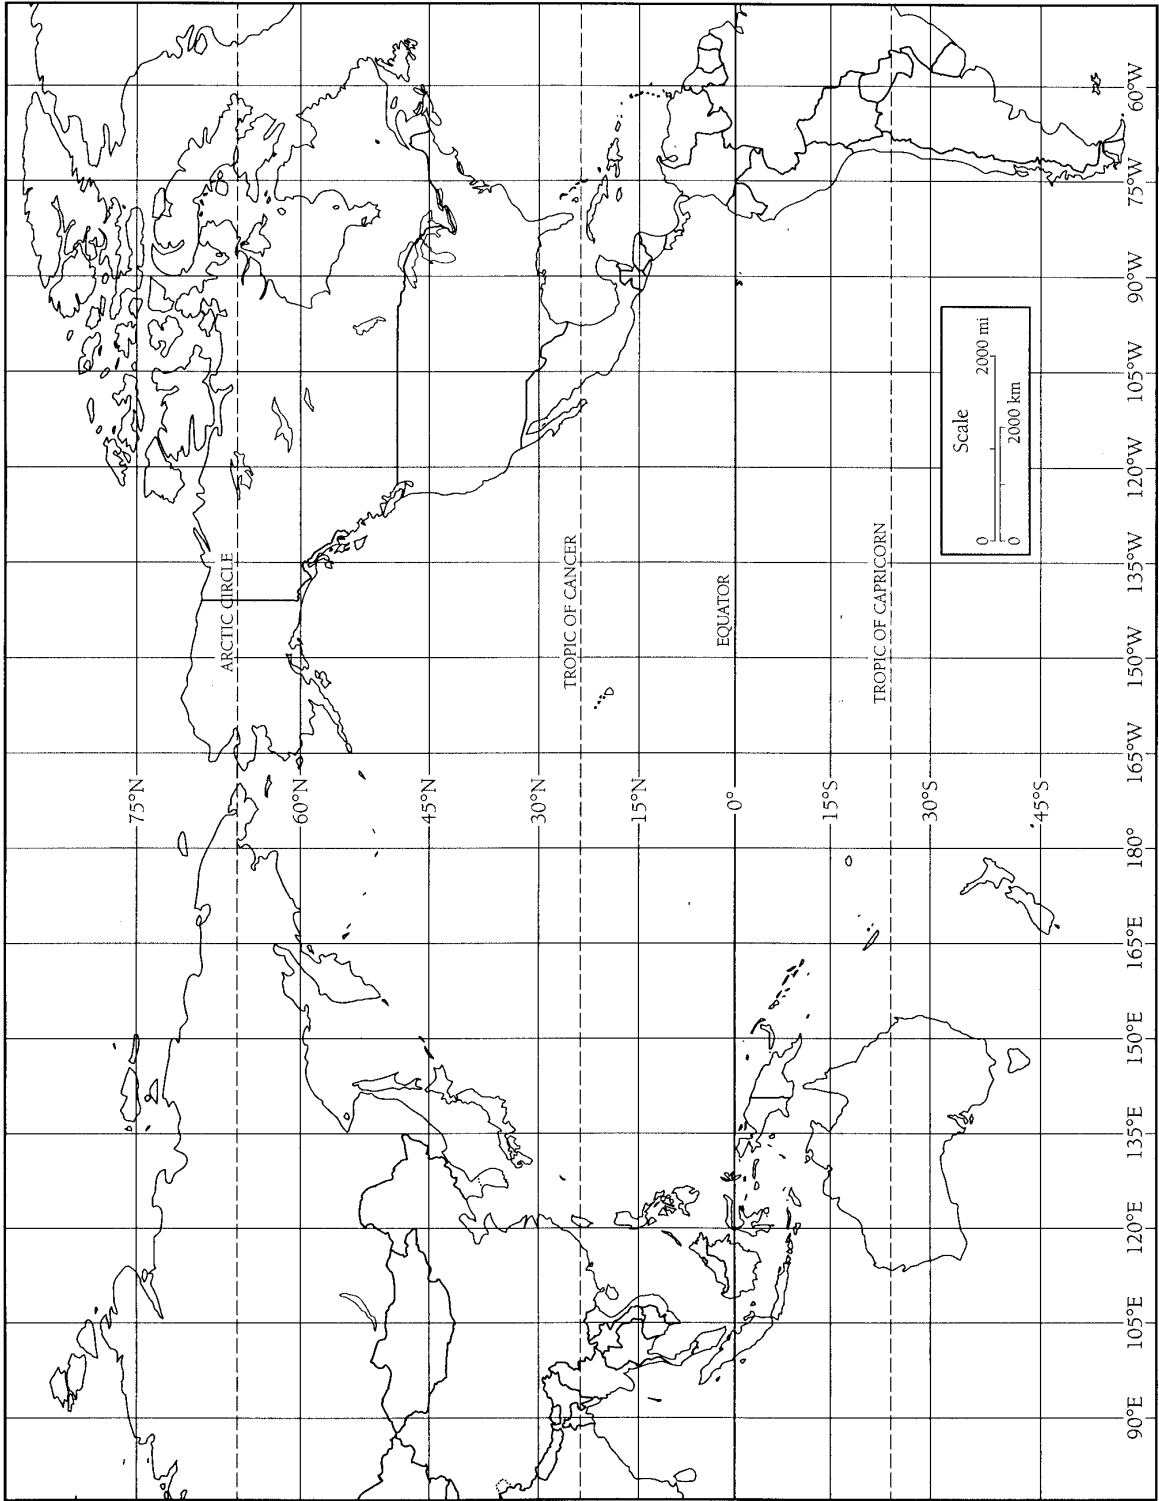 ARCTIC CIRCLE
TROPIC OF CANCER
EQUATOR
TROPIC OF CAPRICORN
75°N
60°N
45°N
30°N
15°N
0°
15°S
30°S
45°S
90°E
105°E
120°E
135°E
150°E
165°E
180°
165°W
150°W
135°W
120°W
105°W
90°W
75°W
60°W
Scale
0 2000 mi
0 2000 km